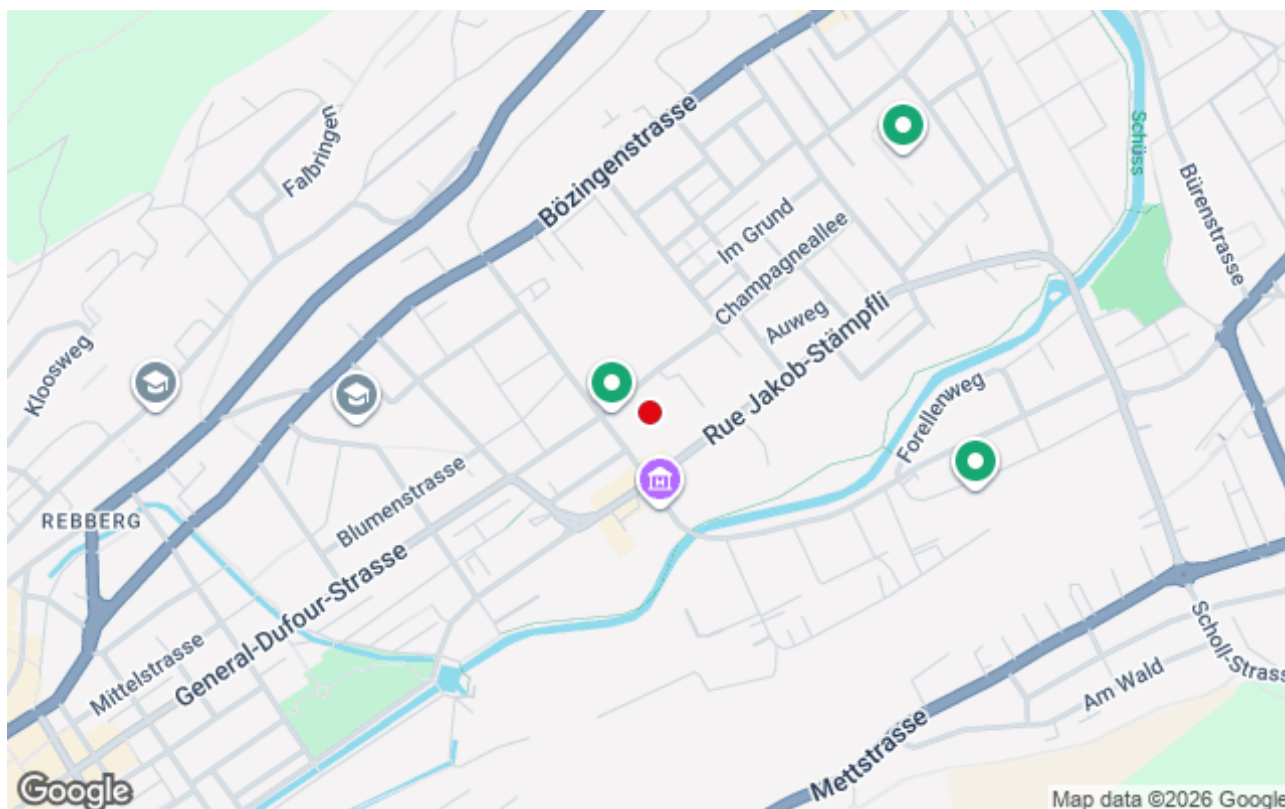 Falbringen
Bözingenstrasse
Schüss
Bürenstrasse
Im Grund
Champagneallee
Auweg
Kloosweg
Rue Jakob-Stämpfli
Forellenweg
Blumenstrasse
REBBERG
General-Dufour-Strasse
Mittelstrasse
Scholl-Strass
Am Wald
Mettstrasse
Google
Map data ©2026 Google